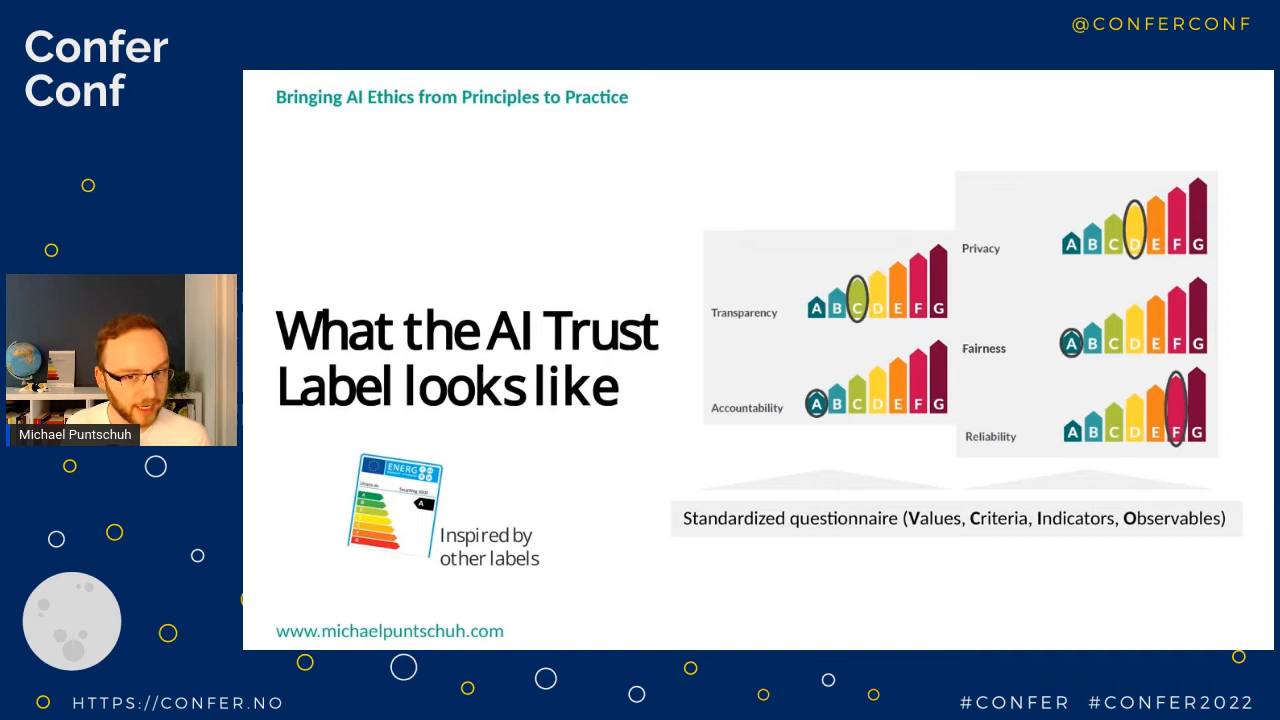 Confer
Conf
@CONFERCONF
Bringing AI Ethics from Principles to Practice
What the AI Trust
Label looks like
Transparency
A B C D E F G
Accountability
A B C D E F G
Privacy
A B C D E F G
Fairness
A B C D E F G
Reliability
A B C D E F G
Standardized questionnaire (Values, Criteria, Indicators, Observables)
ENERG
A
Inspired by
other labels
www.michaelpuntschuh.com
Michael Puntschuh
HTTPS://CONFER.NO
#CONFER #CONFER2022